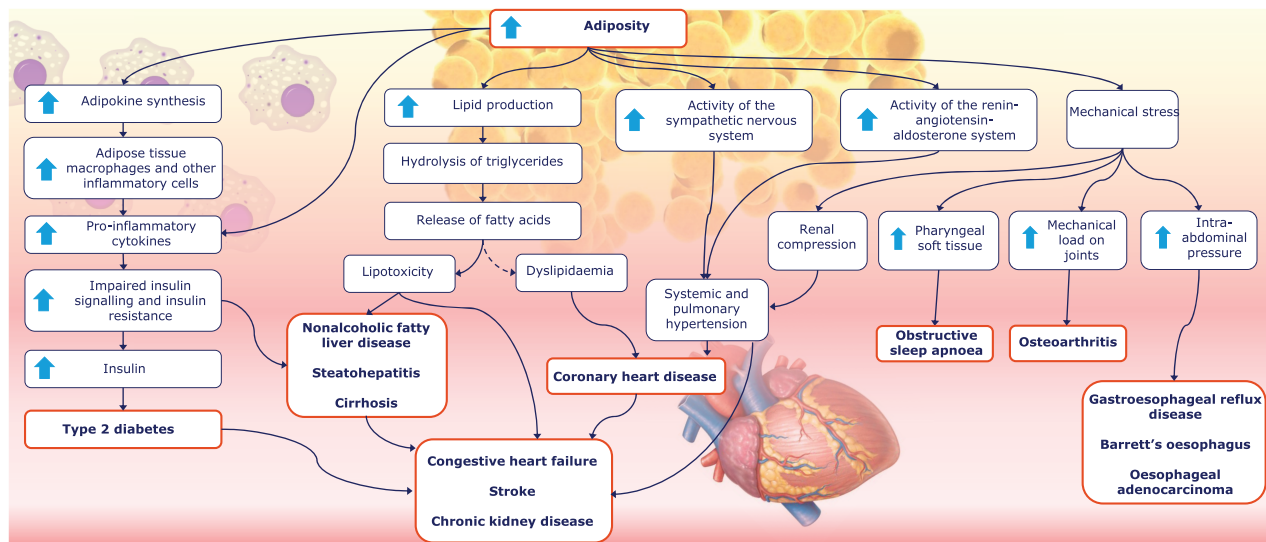 Adiposity
Adipokine synthesis
Lipid production
Activity of the
sympathetic nervous
system
Activity of the renin-
angiotensin-
aldosterone system
Mechanical stress
Adipose tissue
macrophages and other
inflammatory cells
Hydrolysis of triglycerides
Pro-inflammatory
cytokines
Release of fatty acids
Renal
compression
Pharyngeal
soft tissue
Mechanical
load on
joints
Intra-
abdominal
pressure
Impaired insulin
signalling and insulin
resistance
Lipotoxicity
Dyslipidaemia
Systemic and
pulmonary
hypertension
Nonalcoholic fatty
liver disease
Steatohepatitis
Cirrhosis
Obstructive
sleep apnoea
Osteoarthritis
Insulin
Coronary heart disease
Type 2 diabetes
Gastroesophageal reflux
disease
Barrett’s oesophagus
Oesophageal
adenocarcinoma
Congestive heart failure
Stroke
Chronic kidney disease